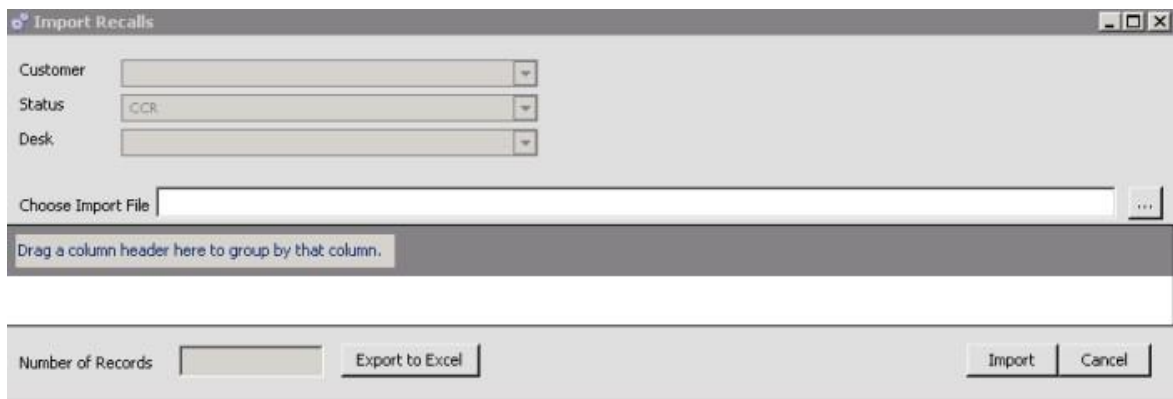 Import Recalls
Customer
Status CCR
Desk
Choose Import File ...
Drag a column header here to group by that column.
Number of Records Export to Excel Import Cancel